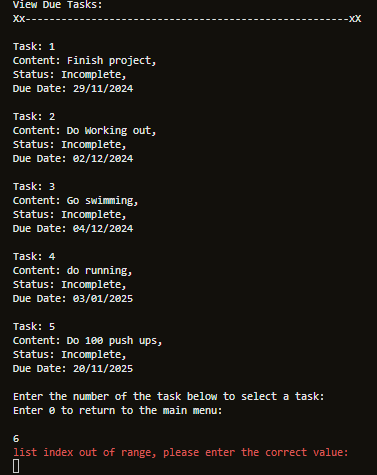 View Due Tasks:
Xx------------------------------------------------------xX
Task: 1
Content: Finish project,
Status: Incomplete,
Due Date: 29/11/2024
Task: 2
Content: Do Working out,
Status: Incomplete,
Due Date: 02/12/2024
Task: 3
Content: Go swimming,
Status: Incomplete,
Due Date: 04/12/2024
Task: 4
Content: do running,
Status: Incomplete,
Due Date: 03/01/2025
Task: 5
Content: Do 100 push ups,
Status: Incomplete,
Due Date: 20/11/2025
Enter the number of the task below to select a task:
Enter 0 to return to the main menu:
6
list index out of range, please enter the correct value: